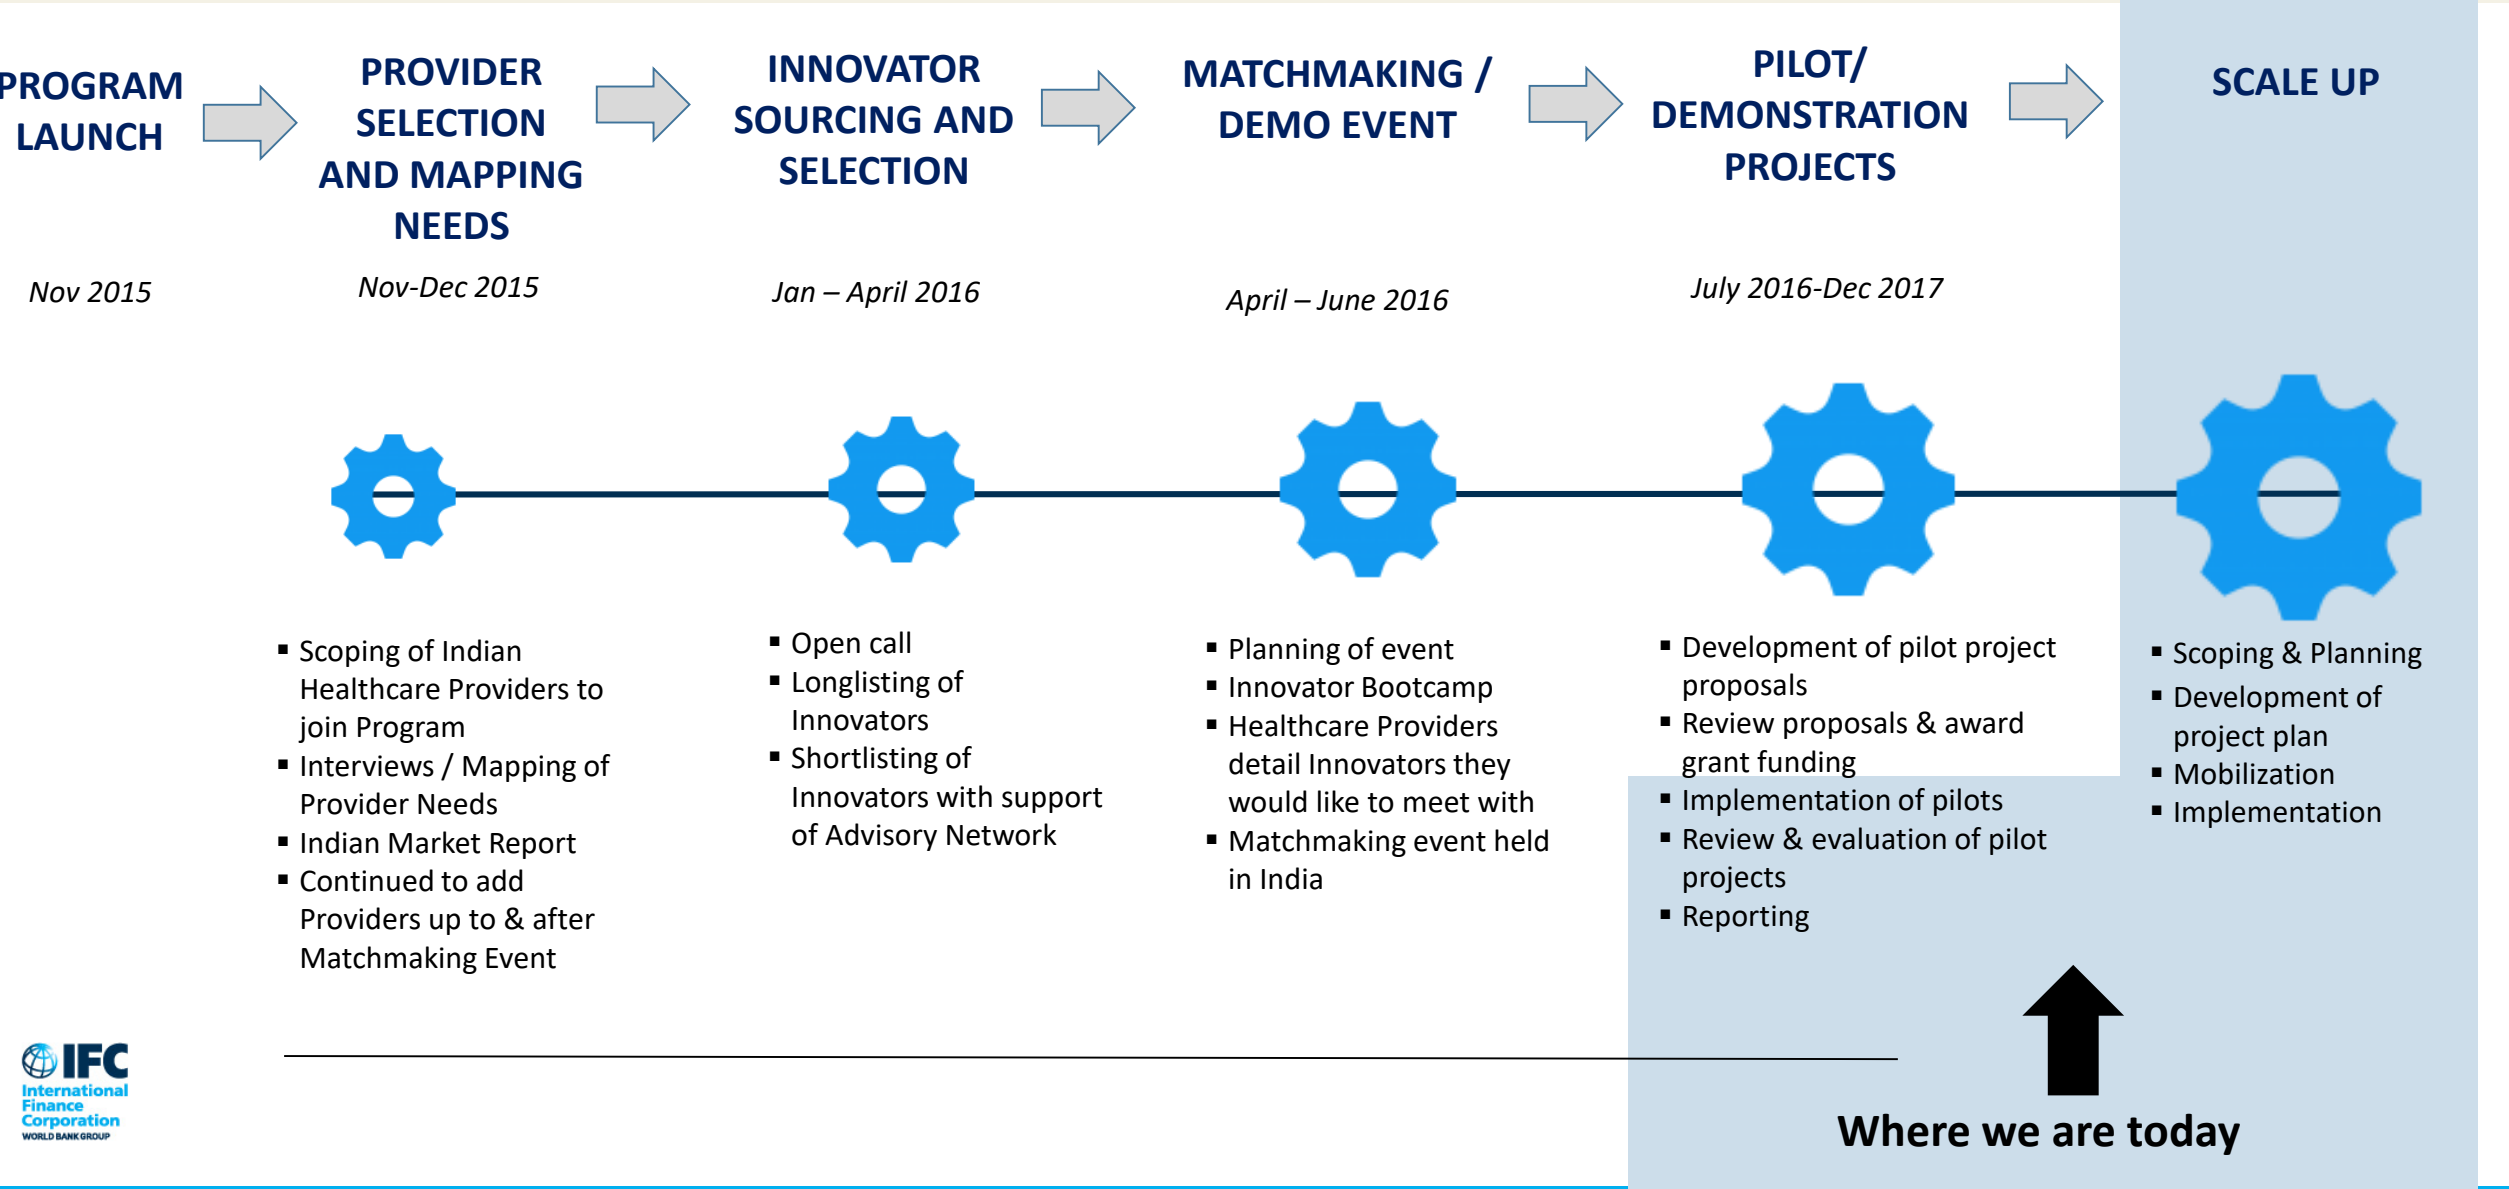 PROGRAM
LAUNCH
Nov 2015
PROVIDER
SELECTION
AND MAPPING
NEEDS
Nov-Dec 2015
INNOVATOR
SOURCING AND
SELECTION
Jan – April 2016
MATCHMAKING /
DEMO EVENT
April – June 2016
PILOT/
DEMONSTRATION
PROJECTS
July 2016-Dec 2017
SCALE UP
▪ Scoping of Indian
Healthcare Providers to
join Program
▪ Interviews / Mapping of
Provider Needs
▪ Indian Market Report
▪ Continued to add
Providers up to & after
Matchmaking Event
▪ Open call
▪ Longlisting of
Innovators
▪ Shortlisting of
Innovators with support
of Advisory Network
▪ Planning of event
▪ Innovator Bootcamp
▪ Healthcare Providers
detail Innovators they
would like to meet with
▪ Matchmaking event held
in India
▪ Development of pilot project
proposals
▪ Review proposals & award
grant funding
▪ Implementation of pilots
▪ Review & evaluation of pilot
projects
▪ Reporting
▪ Scoping & Planning
▪ Development of
project plan
▪ Mobilization
▪ Implementation
Where we are today
IFC
International
Finance
Corporation
WORLD BANK GROUP